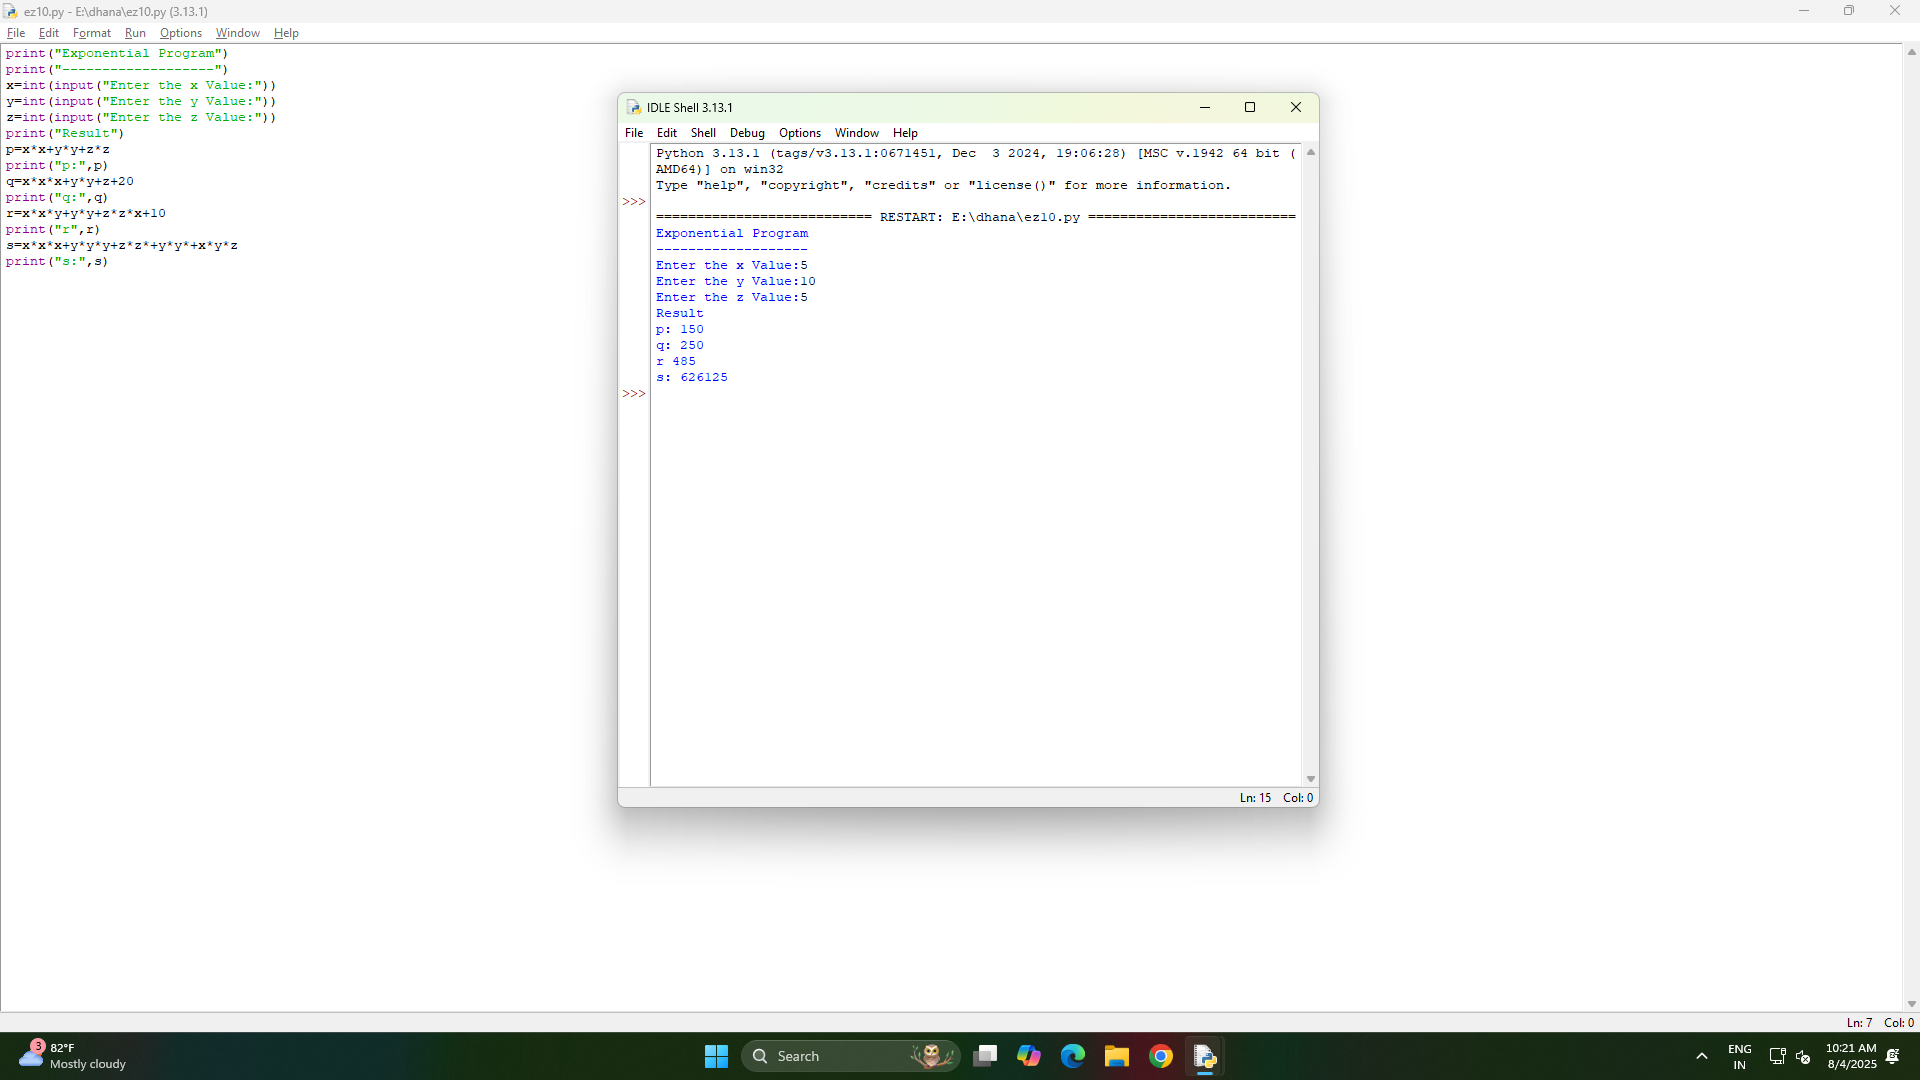 ez10.py - E:\dhana\ez10.py (3.13.1)
File Edit Format Run Options Window Help
print("Exponential Program")
print("-------------------")
x=int(input("Enter the x Value:"))
y=int(input("Enter the y Value:"))
z=int(input("Enter the z Value:"))
print("Result")
p=x*x+y*y+z*z
print("p:",p)
q=x*x*x+y*y+z+20
print("q:",q)
r=x*x*y+y*y+z*z*x+10
print("r",r)
s=x*x*x+y*y*y+z*z*+y*y*+x*y*z
print("s:",s)
IDLE Shell 3.13.1
File Edit Shell Debug Options Window Help
Python 3.13.1 (tags/v3.13.1:0671451, Dec  3 2024, 19:06:28) [MSC v.1942 64 bit (
AMD64)] on win32
Type "help", "copyright", "credits" or "license()" for more information.
>>>
=========================== RESTART: E:\dhana\ez10.py ==========================
Exponential Program
-------------------
Enter the x Value:5
Enter the y Value:10
Enter the z Value:5
Result
p: 150
q: 250
r 485
s: 626125
>>>
Ln: 15 Col: 0
Ln: 7 Col: 0
3
82°F
Mostly cloudy
Search
ENG
IN
10:21 AM
8/4/2025